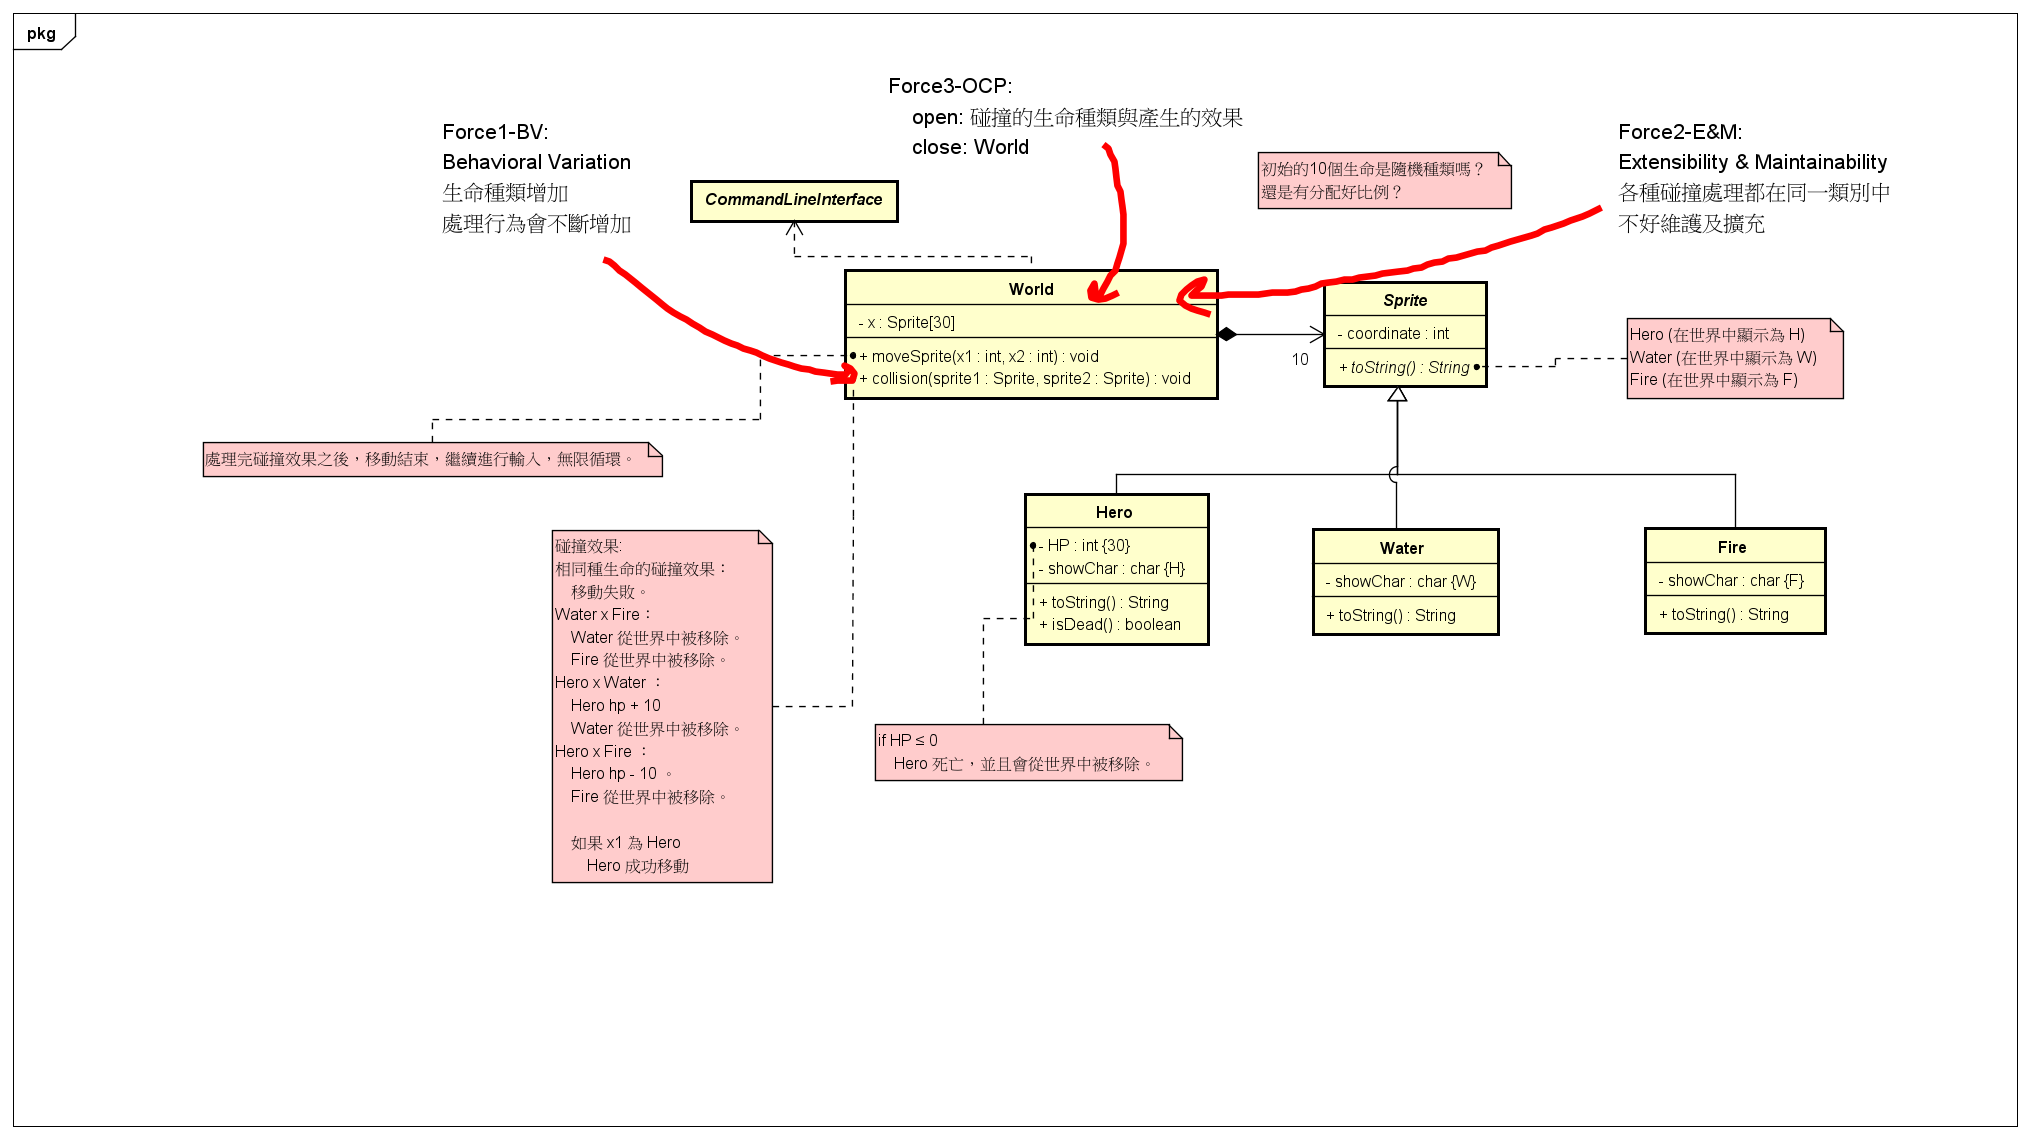 pkg
Force1-BV:
Behavioral Variation
生命種類增加
處理行為會不斷增加
Force3-OCP:
open: 碰撞的生命種類與產生的效果
close: World
Force2-E&M:
Extensibility & Maintainability
各種碰撞處理都在同一類別中
不好維護及擴充
初始的10個生命是隨機種類嗎？
還是有分配好比例？
CommandLineInterface
World
- x : Sprite[30]
+ moveSprite(x1 : int, x2 : int) : void
+ collision(sprite1 : Sprite, sprite2 : Sprite) : void
10
Sprite
- coordinate : int
+ toString() : String
Hero (在世界中顯示為 H)
Water (在世界中顯示為 W)
Fire (在世界中顯示為 F)
處理完碰撞效果之後，移動結束，繼續進行輸入，無限循環。
碰撞效果:
相同種生命的碰撞效果：
移動失敗。
Water x Fire：
Water 從世界中被移除。
Fire 從世界中被移除。
Hero x Water ：
Hero hp + 10
Water 從世界中被移除。
Hero x Fire ：
Hero hp - 10 。
Fire 從世界中被移除。
如果 x1 為 Hero
Hero 成功移動
Hero
- HP : int {30}
- showChar : char {H}
+ toString() : String
+ isDead() : boolean
if HP ≤ 0
Hero 死亡，並且會從世界中被移除。
Water
- showChar : char {W}
+ toString() : String
Fire
- showChar : char {F}
+ toString() : String